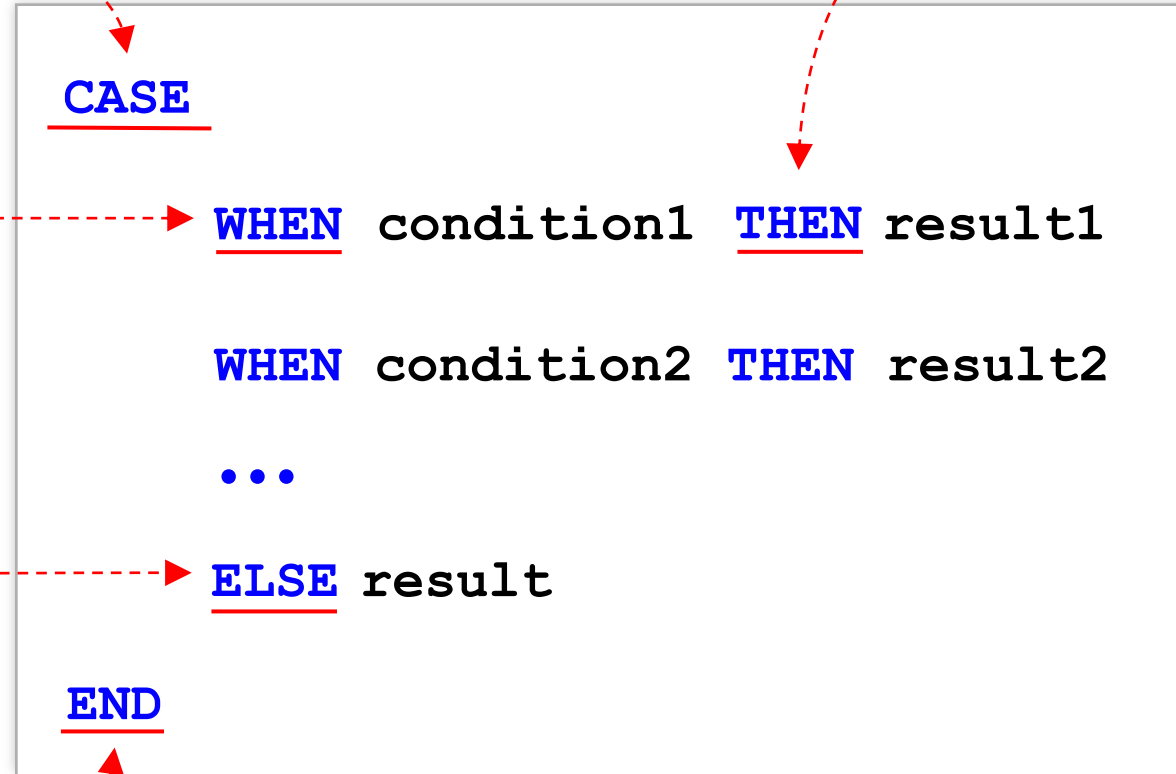 CASE
WHEN condition1 THEN result1
WHEN condition2 THEN result2
...
ELSE result
END